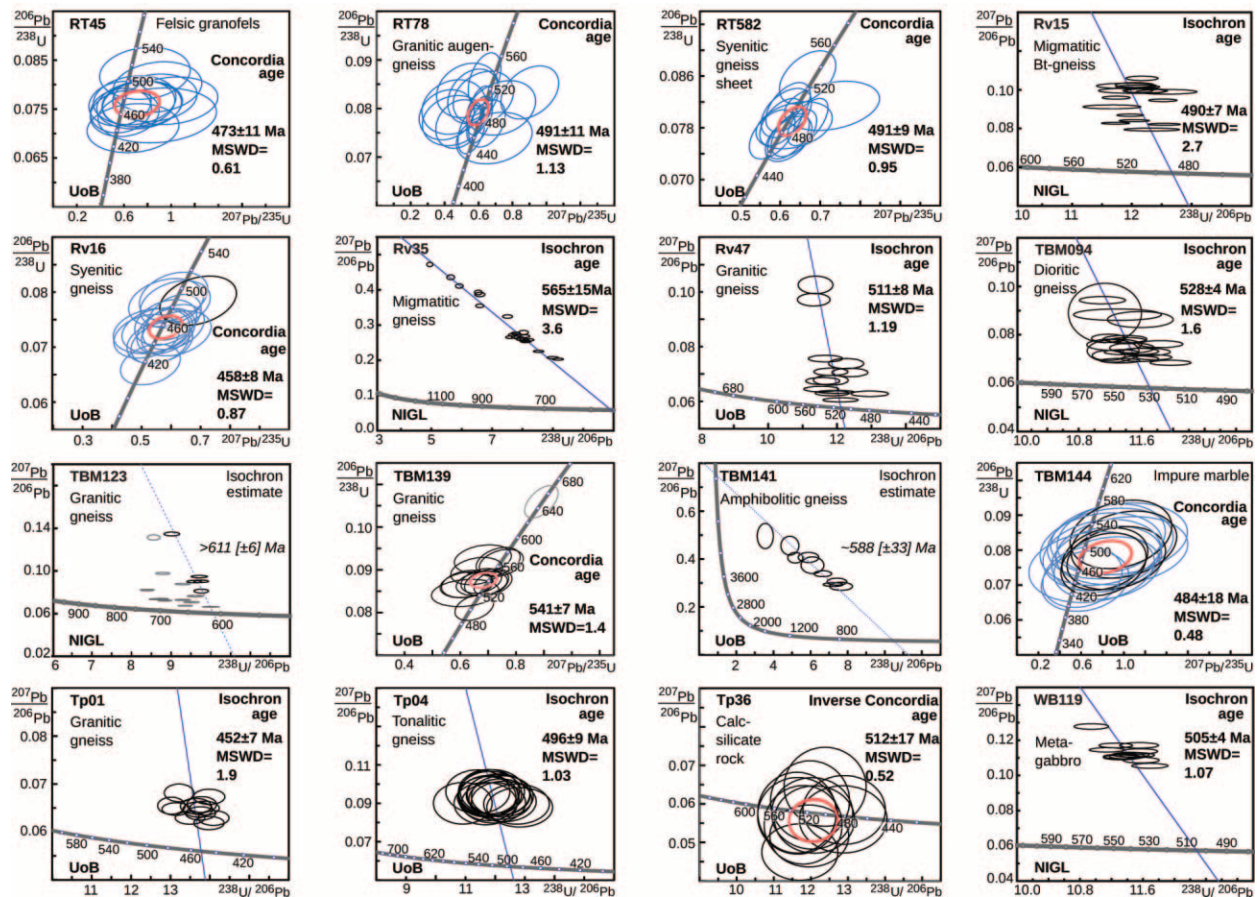 206Pb
238U
RT45
Felsic granofels
540
0.085
Concordia
age
500
0.075
460
473±11 Ma
MSWD=
0.61
420
0.065
380
UoB
0.2
0.6
1
207Pb/235U
206Pb
238U
RT78
Concordia
age
Granitic augen-
gneiss
560
0.09
520
0.08
480
491±11 Ma
MSWD=
1.13
440
0.07
400
UoB
0.0
0.2
0.4
0.6
0.8
207Pb/235U
206Pb
238U
RT582
Concordia
age
Syenitic
gneiss
sheet
560
0.086
520
0.078
480
491±9 Ma
MSWD=
0.95
440
0.070
UoB
0.5
0.6
0.7
207Pb/235U
207Pb
206Pb
Rv15
Isochron
age
Migmatitic
Bt-gneiss
0.10
490±7 Ma
MSWD=
2.7
0.08
600
560
520
480
0.06
NIGL
10
11
12
238U/ 206Pb
206Pb
238U
Rv16
540
Syenitic
gneiss
0.08
500
460
0.07
Concordia
age
420
458±8 Ma
MSWD=
0.87
0.06
UoB
0.3
0.5
0.7
207Pb/235U
207Pb
206Pb
Rv35
Isochron
age
0.4
565±15Ma
MSWD=
3.6
Migmatitic
gneiss
0.3
0.2
0.1
1100
900
700
NIGL
0.0
3
5
7
238U/ 206Pb
207Pb
206Pb
Rv47
Isochron
age
Granitic
gneiss
0.10
511±8 Ma
MSWD=
1.19
0.08
680
0.06
600
560
520
480
440
UoB
8
10
12
238U/ 206Pb
207Pb
206Pb
TBM094
Isochron
age
Dioritic
gneiss
0.10
528±4 Ma
MSWD=
1.6
0.08
0.06
590
570
550
530
510
490
NIGL
0.04
10.0
10.8
11.6
238U/ 206Pb
207Pb
206Pb
TBM123
Isochron
estimate
Granitic
gneiss
0.14
>611 [±6] Ma
0.10
0.06
900
800
700
600
NIGL
0.02
6
7
8
9
238U/ 206Pb
206Pb
238U
TBM139
680
Granitic
gneiss
640
0.10
600
Concordia
age
0.09
560
520
541±7 Ma
MSWD=1.4
0.08
480
UoB
0.4
0.6
0.8
207Pb/235U
207Pb
206Pb
TBM141
Isochron
estimate
Amphibolitic gneiss
0.6
~588 [±33] Ma
0.4
3600
0.2
2800
2000
1200
800
UoB
2
4
6
8
238U/ 206Pb
206Pb
238U
TBM144
Impure marble
620
580
Concordia
age
0.09
540
500
0.08
460
0.07
420
484±18 Ma
MSWD=
0.48
380
0.06
340
UoB
0.2
0.6
1.0
207Pb/235U
207Pb
206Pb
Tp01
Isochron
age
Granitic
gneiss
0.08
452±7 Ma
MSWD=
1.9
0.07
0.06
580
540
500
460
420
UoB
11
12
13
238U/ 206Pb
207Pb
206Pb
Tp04
Isochron
age
Tonalitic
gneiss
0.11
496±9 Ma
MSWD=
1.03
0.09
0.07
700
620
540
500
460
420
UoB
9
11
12
13
238U/ 206Pb
207Pb
206Pb
Tp36
Inverse Concordia
age
Calc-
silicate
rock
0.08
512±17 Ma
MSWD=
0.52
0.07
0.06
600
560
520
480
440
0.05
UoB
10
11
12
13
238U/ 206Pb
207Pb
206Pb
WB119
Isochron
age
0.12
505±4 Ma
MSWD=
1.07
Meta-
gabbro
0.10
0.08
0.06
590
570
550
530
510
490
NIGL
0.04
10.0
10.8
11.6
238U/ 206Pb